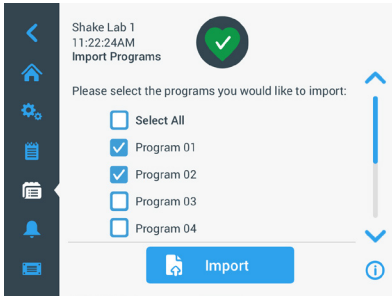 Shake Lab 1
11:22:24AM
Import Programs
Please select the programs you would like to import:
Select All
Program 01
Program 02
Program 03
Program 04
Import